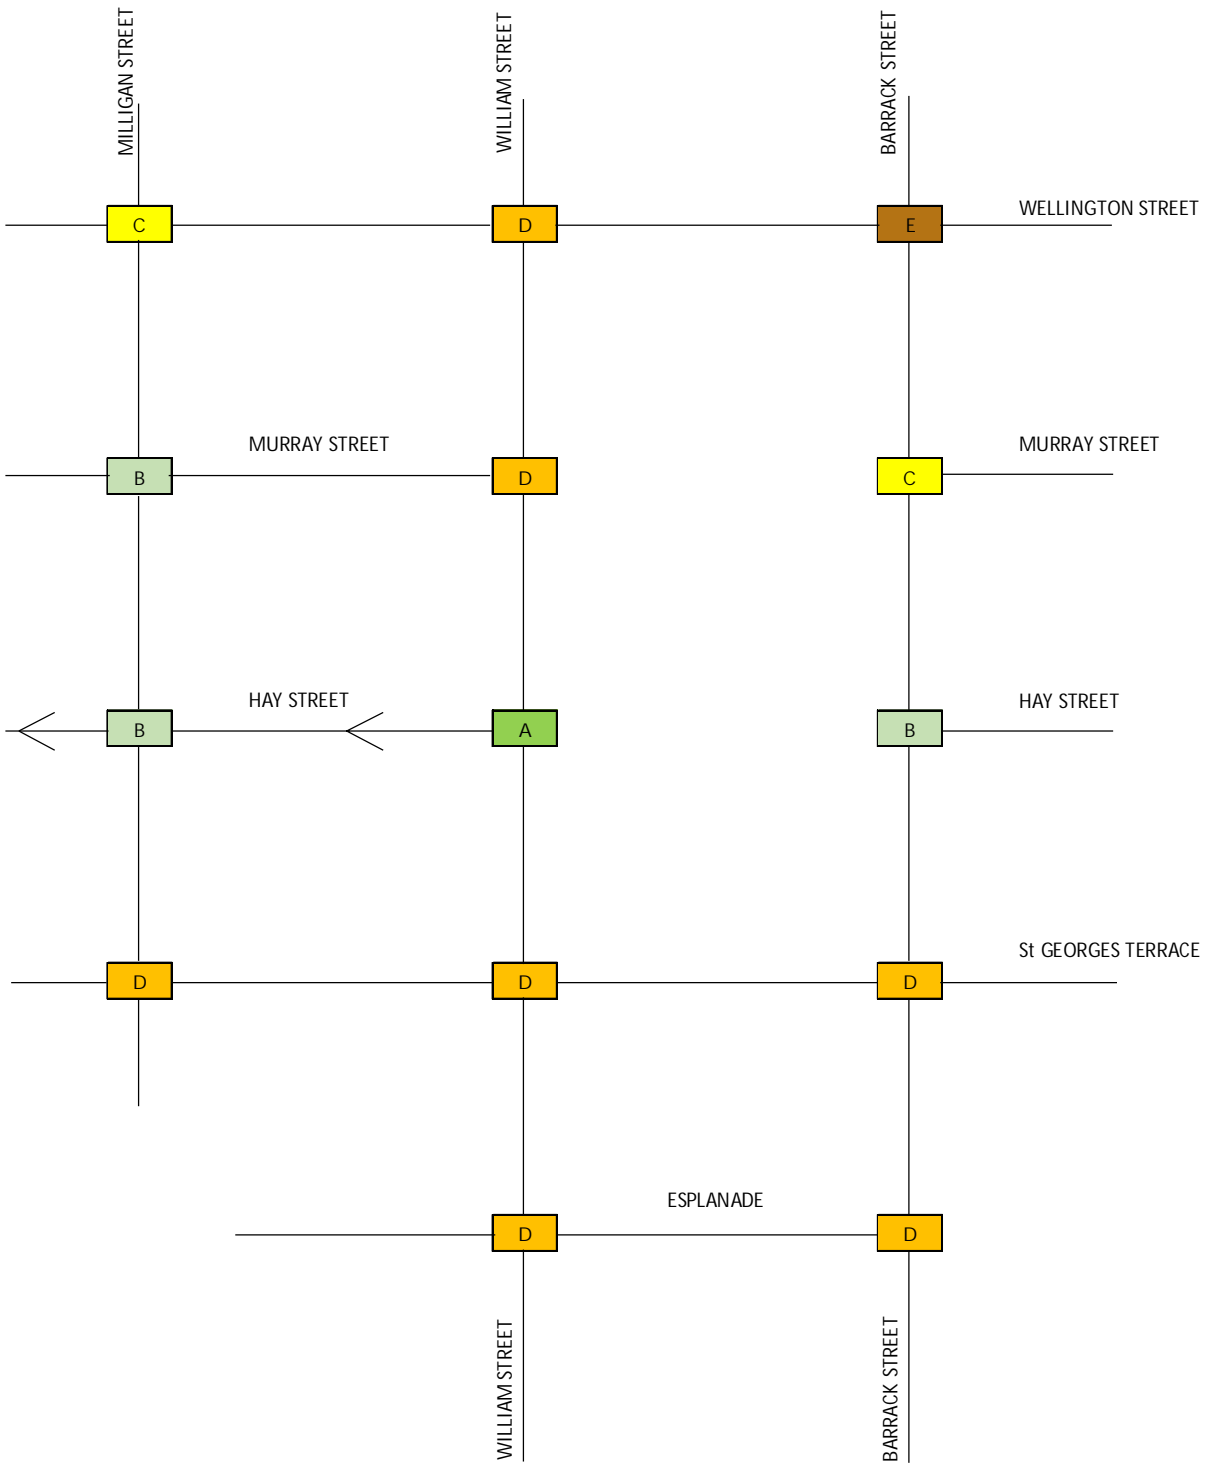 MILLIGAN STREET
WILLIAM STREET
BARRACK STREET
WELLINGTON STREET
C
D
E
MURRAY STREET
MURRAY STREET
B
D
C
HAY STREET
HAY STREET
B
A
B
St GEORGES TERRACE
D
D
D
ESPLANADE
D
D
WILLIAM STREET
BARRACK STREET